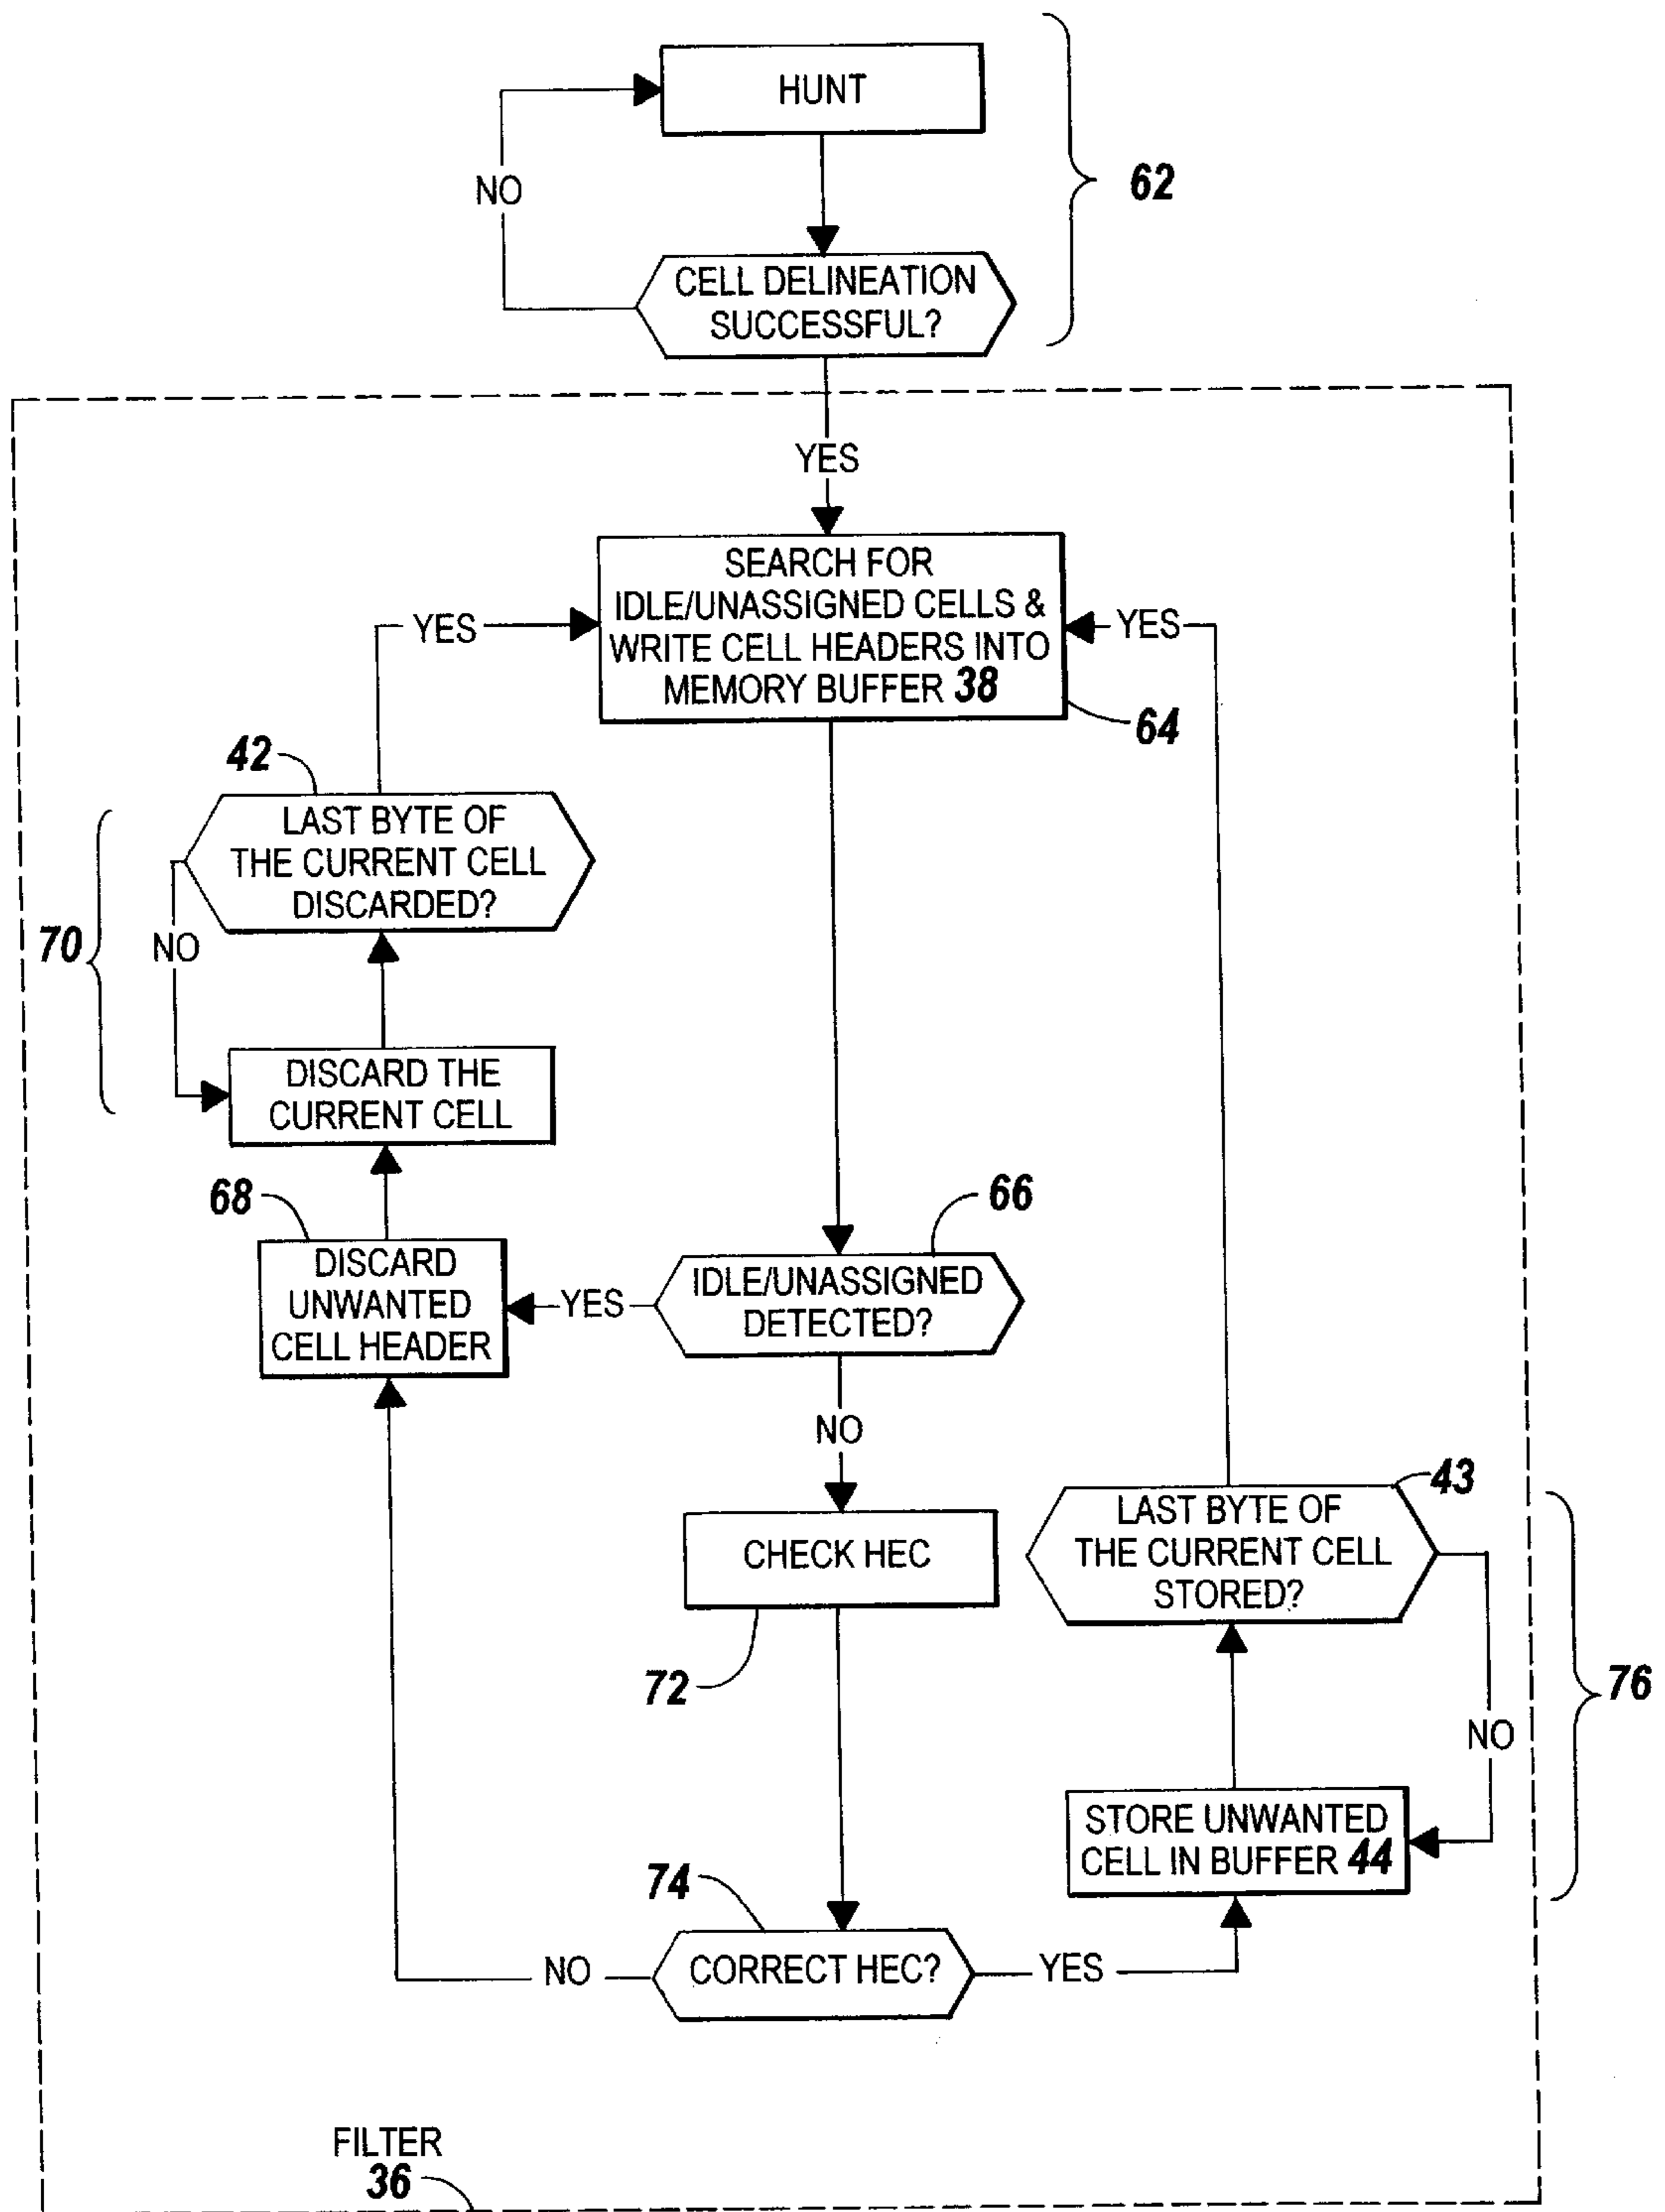 HUNT
NO
62
CELL DELINEATION
SUCCESSFUL?
YES
SEARCH FOR
IDLE/UNASSIGNED CELLS &
WRITE CELL HEADERS INTO
MEMORY BUFFER 38
YES
YES
64
42
LAST BYTE OF
THE CURRENT CELL
DISCARDED?
70
NO
DISCARD THE
CURRENT CELL
68
66
DISCARD
UNWANTED
CELL HEADER
YES
IDLE/UNASSIGNED
DETECTED?
NO
43
LAST BYTE OF
THE CURRENT CELL
STORED?
CHECK HEC
72
76
NO
STORE UNWANTED
CELL IN BUFFER 44
74
NO
CORRECT HEC?
YES
FILTER
36